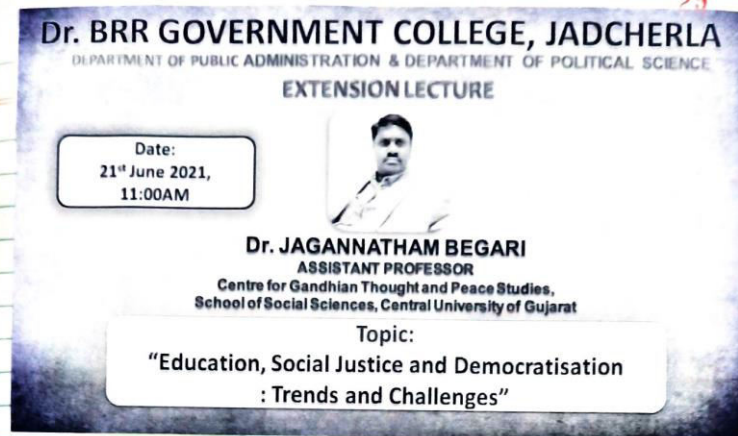 Dr. BRR GOVERNMENT COLLEGE, JADCHERLA
DEPARTMENT OF PUBLIC ADMINISTRATION & DEPARTMENT OF POLITICAL SCIENCE
EXTENSION LECTURE
Date:
21st June 2021,
11:00AM
Dr. JAGANNATHAM BEGARI
ASSISTANT PROFESSOR
Centre for Gandhian Thought and Peace Studies,
School of Social Sciences, Central University of Gujarat
Topic:
“Education, Social Justice and Democratisation
: Trends and Challenges”